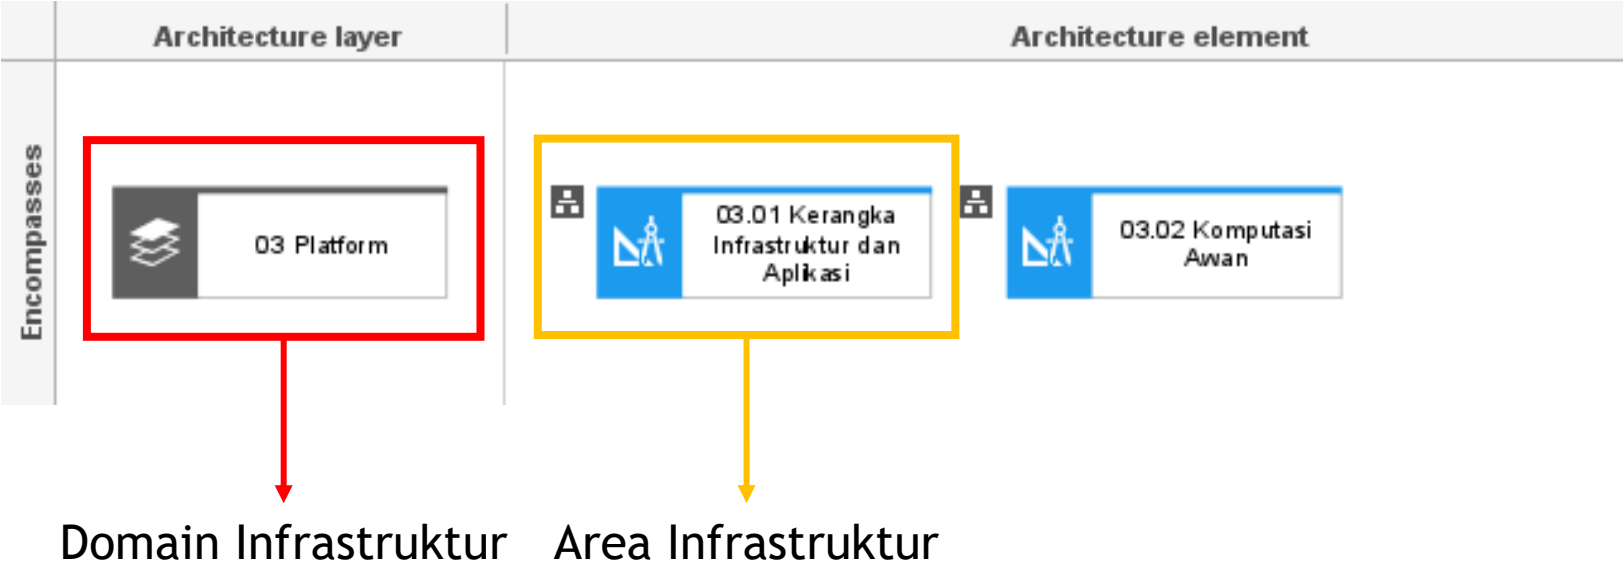 Architecture layer
Architecture element
Encompasses
03 Platform
03.01 Kerangka
Infrastruktur dan
Aplikasi
03.02 Komputasi
Awan
Domain Infrastruktur
Area Infrastruktur